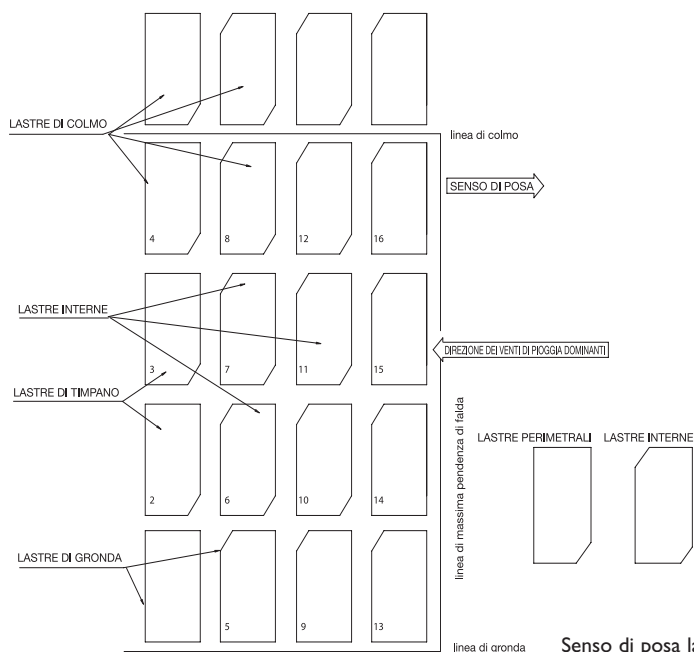 LASTRE DI COLMO
linea di colmo
SENSO DI POSA
4 8 12 16
LASTRE INTERNE
DIREZIONE DEI VENTI DI PIOGGIA DOMINANTI
3 7 11 15
LASTRE DI TIMPANO
linea di massima pendenza di falda
LASTRE PERIMETRALI LASTRE INTERNE
2 6 10 14
LASTRE DI GRONDA
5 9 13
linea di gronda
Senso di posa la